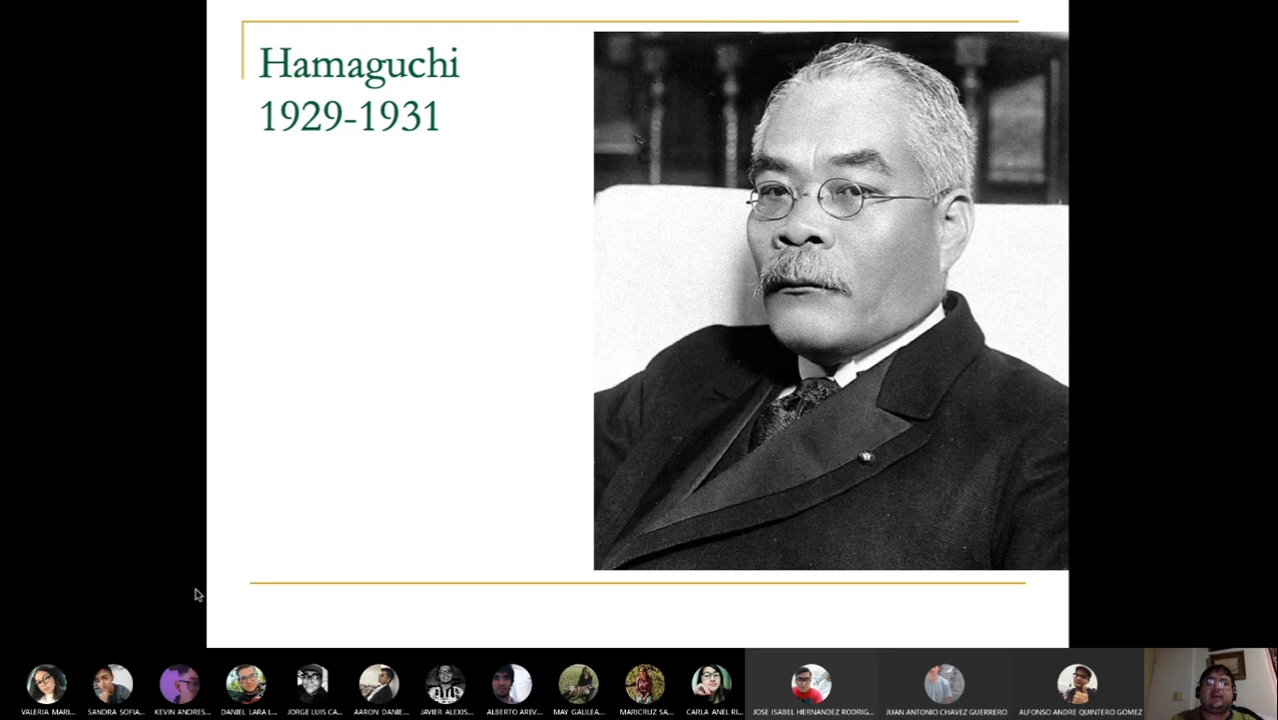 Hamaguchi
1929-1931
VALERIA MARI...
SANDRA SOFIA...
KEVIN ANDRES...
DANIEL LARA L...
JORGE LUIS CA...
AARON DANIE...
JAVIER ALEXIS...
ALBERTO AREV...
MAY GALILEA...
MARICRUZ SA...
CARLA ANEL RI...
JOSE ISABEL HERNANDEZ RODRIG...
JUAN ANTONIO CHAVEZ GUERRERO
ALFONSO ANDRE QUINTERO GOMEZ